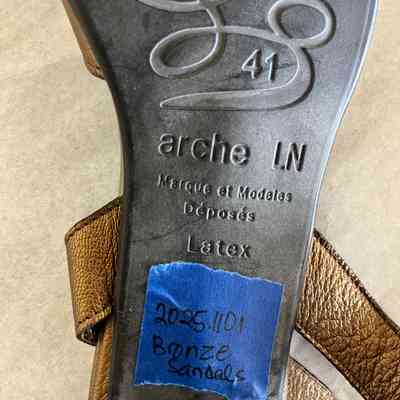 41
arche LN
Marque et Modeles
Déposés
Latex
2025.1101
Bronze
Sandals